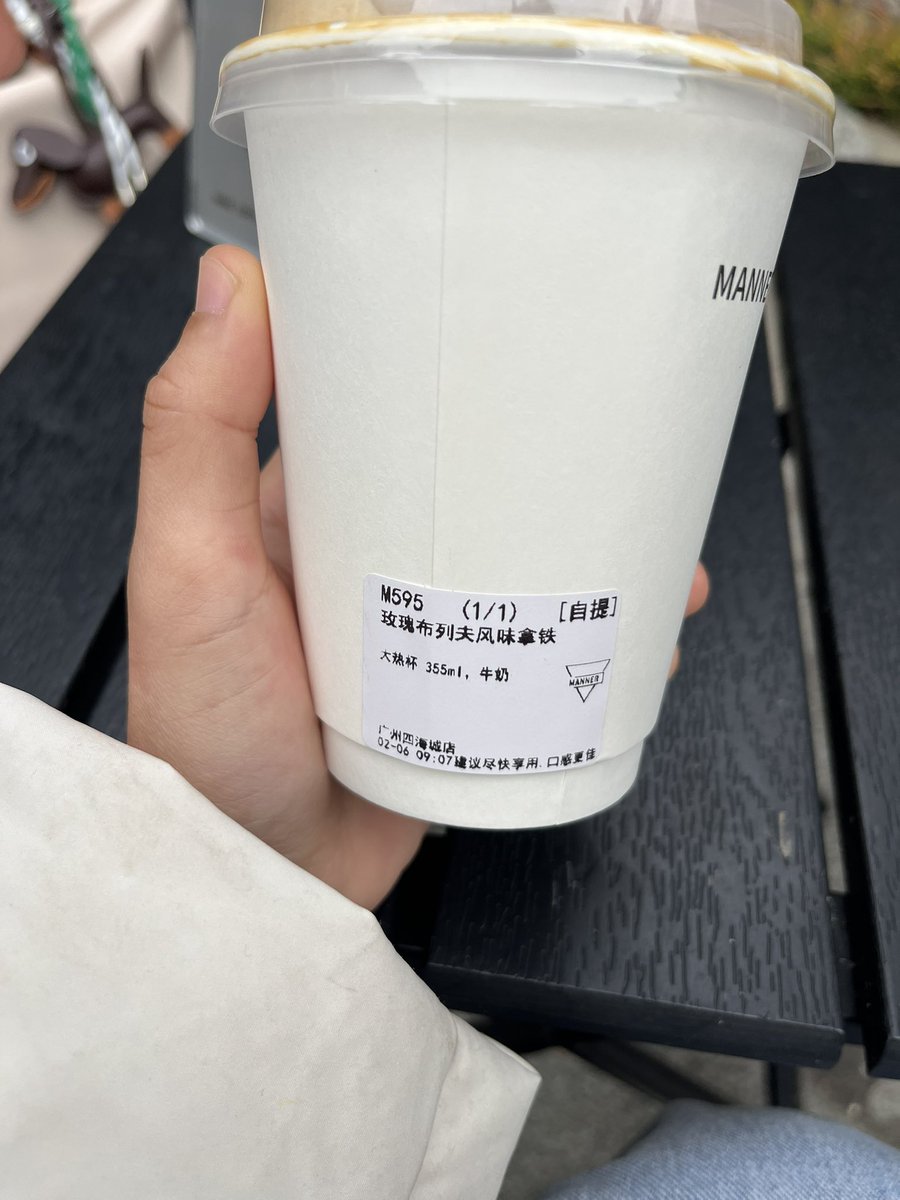 MANNE
M595 (1/1) [自提]
玫瑰布列夫风味拿铁
大热杯 355ml, 牛奶
MANNER
广州四海城店
02-06 09:07建议尽快享用,口感更佳